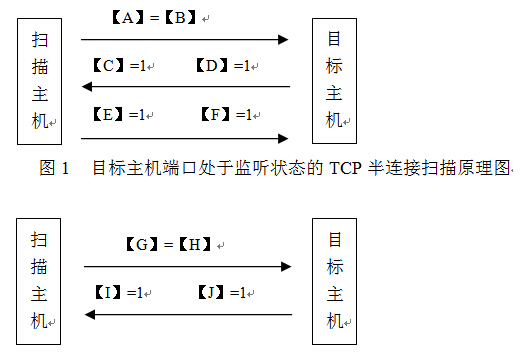 【A】=【B】
扫描主机
目标主机
【C】=1 【D】=1
【E】=1 【F】=1
图 1 目标主机端口处于监听状态的 TCP 半连接扫描原理图
扫描主机
目标主机
【G】=【H】
【I】=1 【J】=1